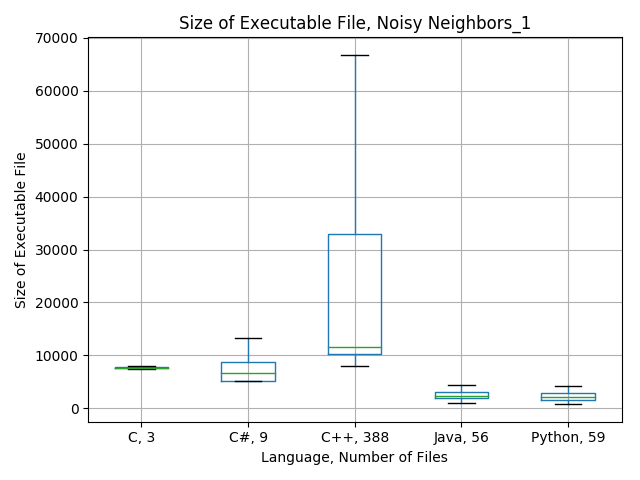 Size of Executable File, Noisy Neighbors_1
70000
60000
50000
40000
30000
20000
10000
0
Size of Executable File
C, 3
C#, 9
C++, 388
Java, 56
Python, 59
Language, Number of Files